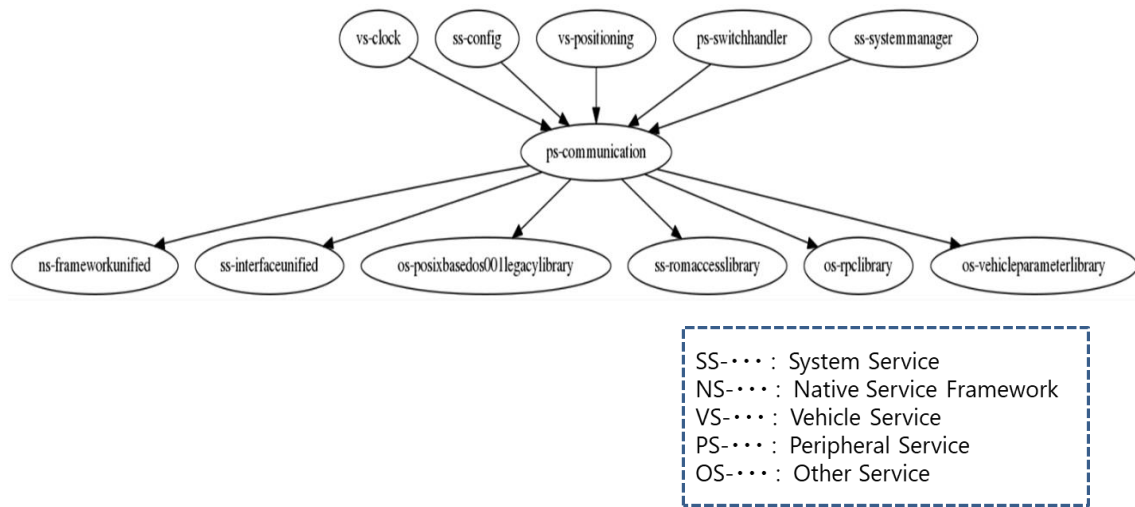 vs-clock
ss-config
vs-positioning
ps-switchhandler
ss-systemmanager
ps-communication
ns-frameworkunified
ss-interfaceunified
os-posixbasedos001legacylibrary
ss-romaccesslibrary
os-rpclibrary
os-vehicleparameterlibrary
SS-・・・ : System Service
NS-・・・ : Native Service Framework
VS-・・・ : Vehicle Service
PS-・・・ : Peripheral Service
OS-・・・ : Other Service